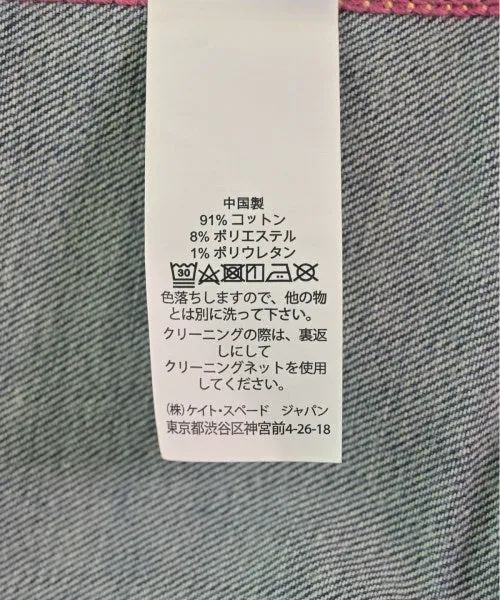 中国製
91% コットン
8% ポリエステル
1% ポリウレタン
30
色落ちしますので、他の物
とは別に洗って下さい。
クリーニングの際は、裏返
しにして
クリーニングネットを使用
してください。
(株)ケイト・スペード ジャパン
東京都渋谷区神宮前4-26-18